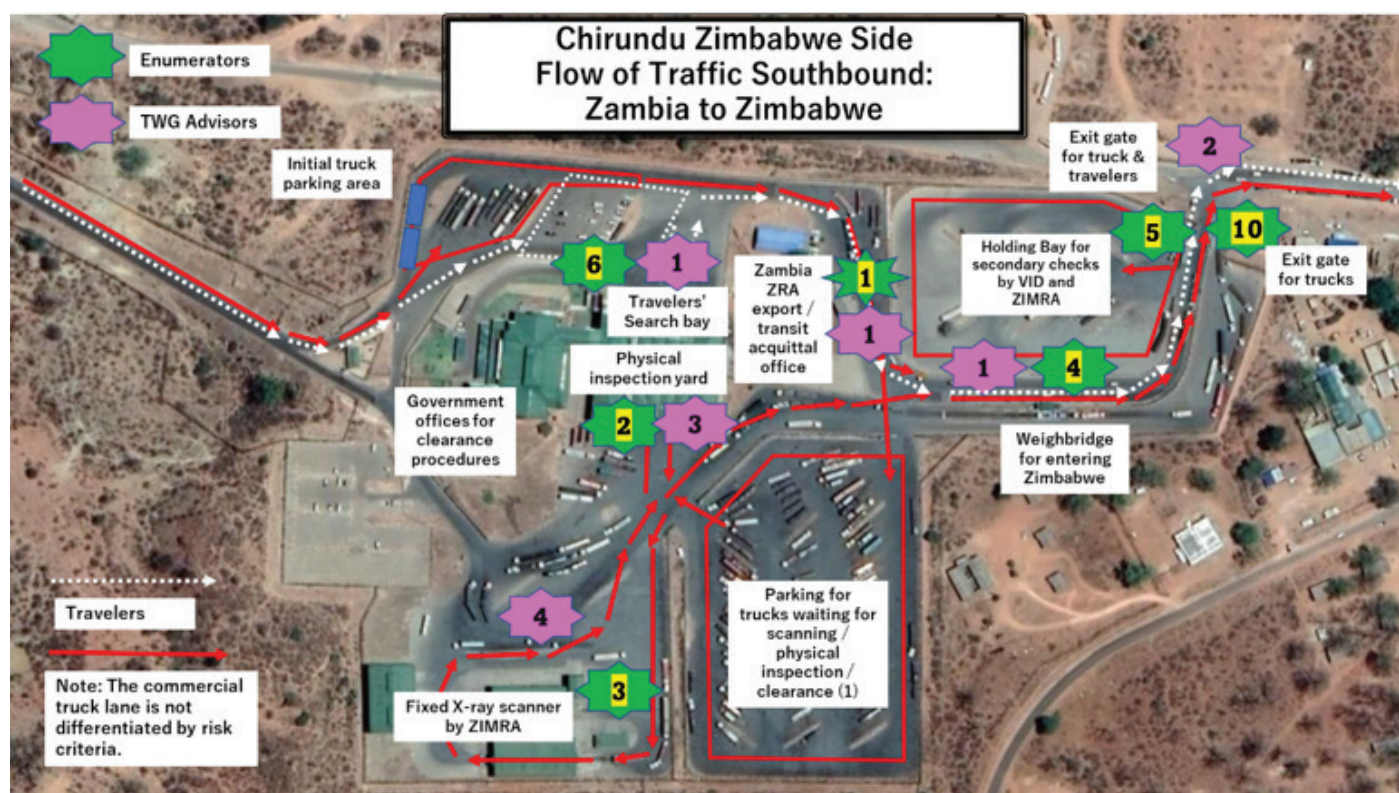 Chirundu Zimbabwe Side
Flow of Traffic Southbound:
Zambia to Zimbabwe
Enumerators
TWG Advisors
Initial truck
parking area
Exit gate
for truck &
travelers
2
5
10
Exit gate
for trucks
Holding Bay for
secondary checks
by VID and
ZIMRA
6
1
Travelers'
Search bay
Zambia
ZRA
export /
transit
acquittal
office
1
1
1
4
Weighbridge
for entering
Zimbabwe
Physical
inspection yard
2
3
Government
offices for
clearance
procedures
Parking for
trucks waiting for
scanning /
physical
inspection /
clearance (1)
4
3
Fixed X-ray scanner
by ZIMRA
Travelers
Note: The commercial
truck lane is not
differentiated by risk
criteria.